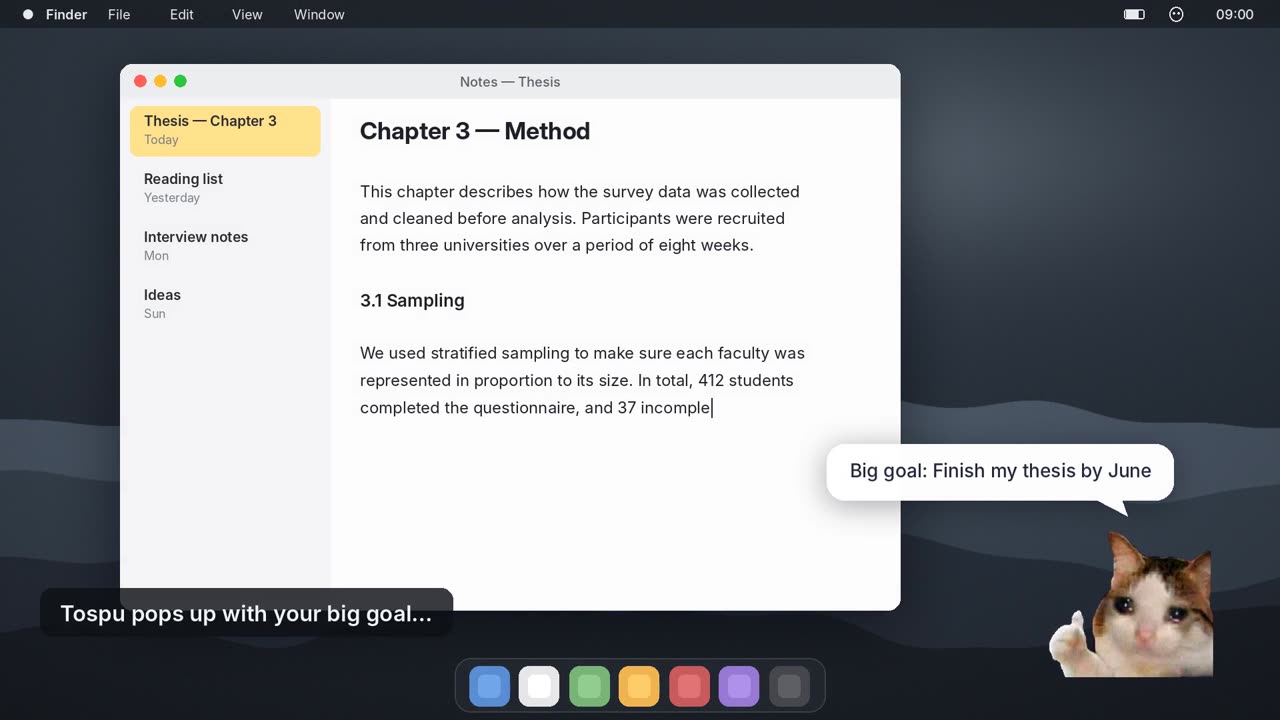 Finder File Edit View Window 09:00
Notes — Thesis
Thesis — Chapter 3
Today
Reading list
Yesterday
Interview notes
Mon
Ideas
Sun
Chapter 3 — Method
This chapter describes how the survey data was collected
and cleaned before analysis. Participants were recruited
from three universities over a period of eight weeks.
3.1 Sampling
We used stratified sampling to make sure each faculty was
represented in proportion to its size. In total, 412 students
completed the questionnaire, and 37 incomple
Big goal: Finish my thesis by June
Tospu pops up with your big goal...